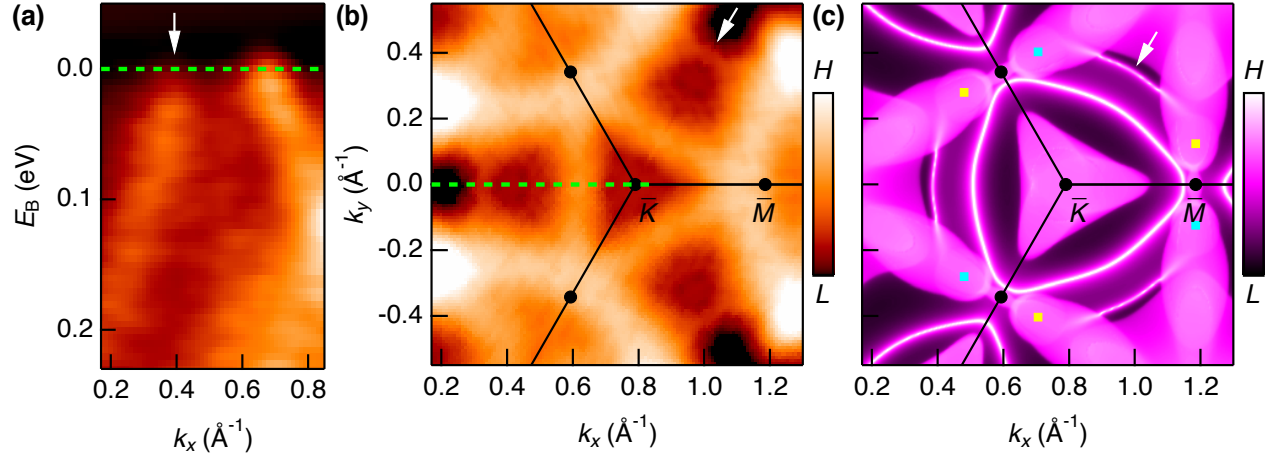 (a)
0.0
0.1
0.2
E_B (eV)
0.2 0.4 0.6 0.8
k_x (Å⁻¹)
(b)
0.4
0.2
0.0
-0.2
-0.4
k_y (Å⁻¹)
K̅
M̅
0.2 0.4 0.6 0.8 1.0 1.2
k_x (Å⁻¹)
H
L
(c)
K̅
M̅
0.2 0.4 0.6 0.8 1.0 1.2
k_x (Å⁻¹)
H
L